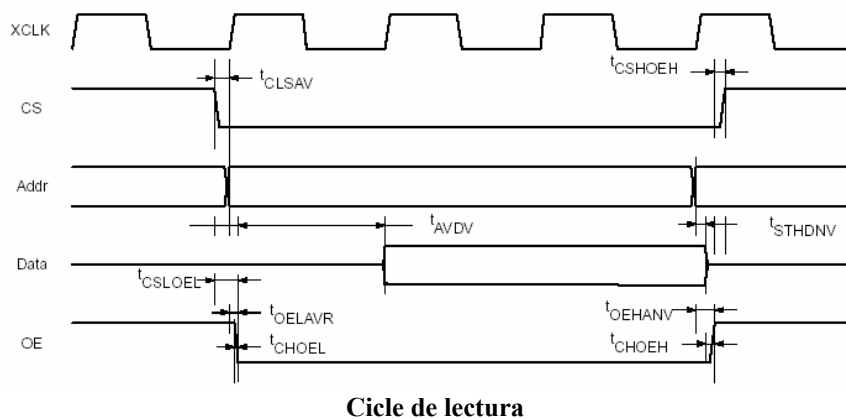 XCLK
tCLSAV
tCSHOEH
CS
Addr
tAVDV
tSTHDNV
Data
tCSLOEL
tOELAVR
tOEHANV
OE
tCHOEL
tCHOEH
Cicle de lectura